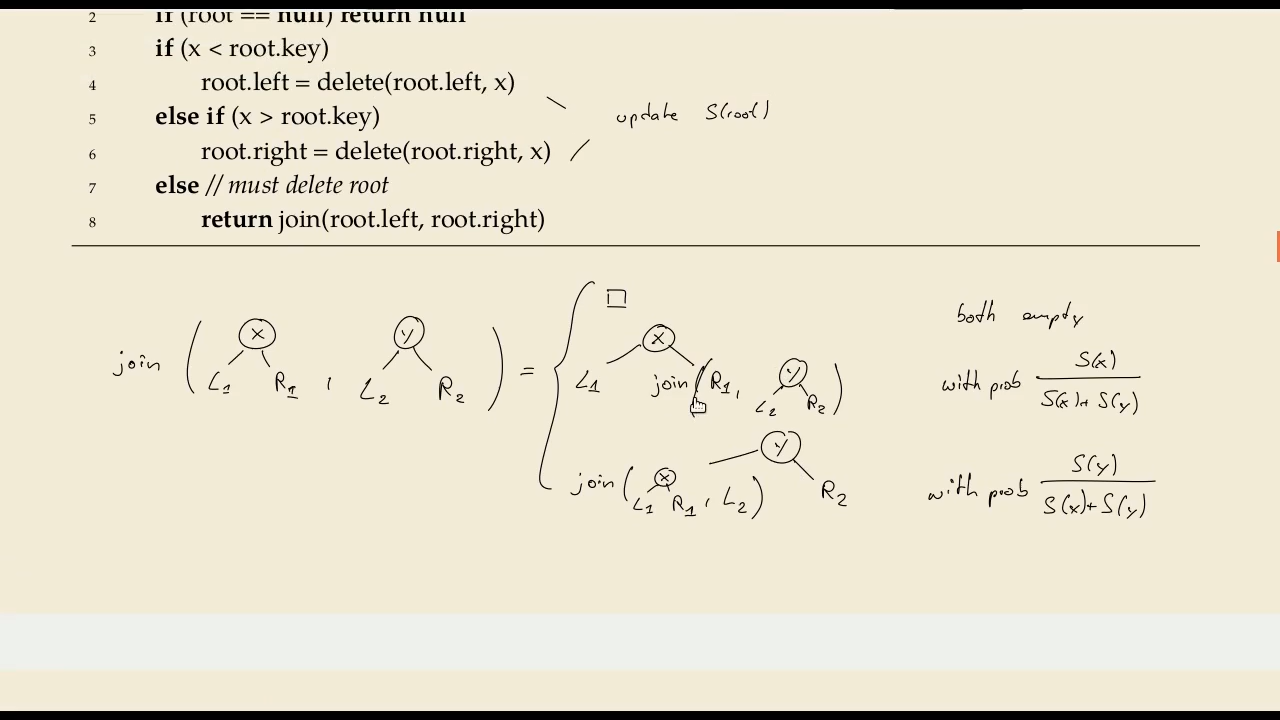 2 if (root == null) return null
3 if (x < root.key)
4 root.left = delete(root.left, x)
update S(root)
5 else if (x > root.key)
6 root.right = delete(root.right, x)
7 else // must delete root
8 return join(root.left, root.right)
both empty
join ( x L1 R1 , y L2 R2 ) =
x L1 join( R1, y L2 R2 ) with prob S(x) / S(x)+S(y)
y join( x L1 R1 , L2 ) R2 with prob S(y) / S(x)+S(y)